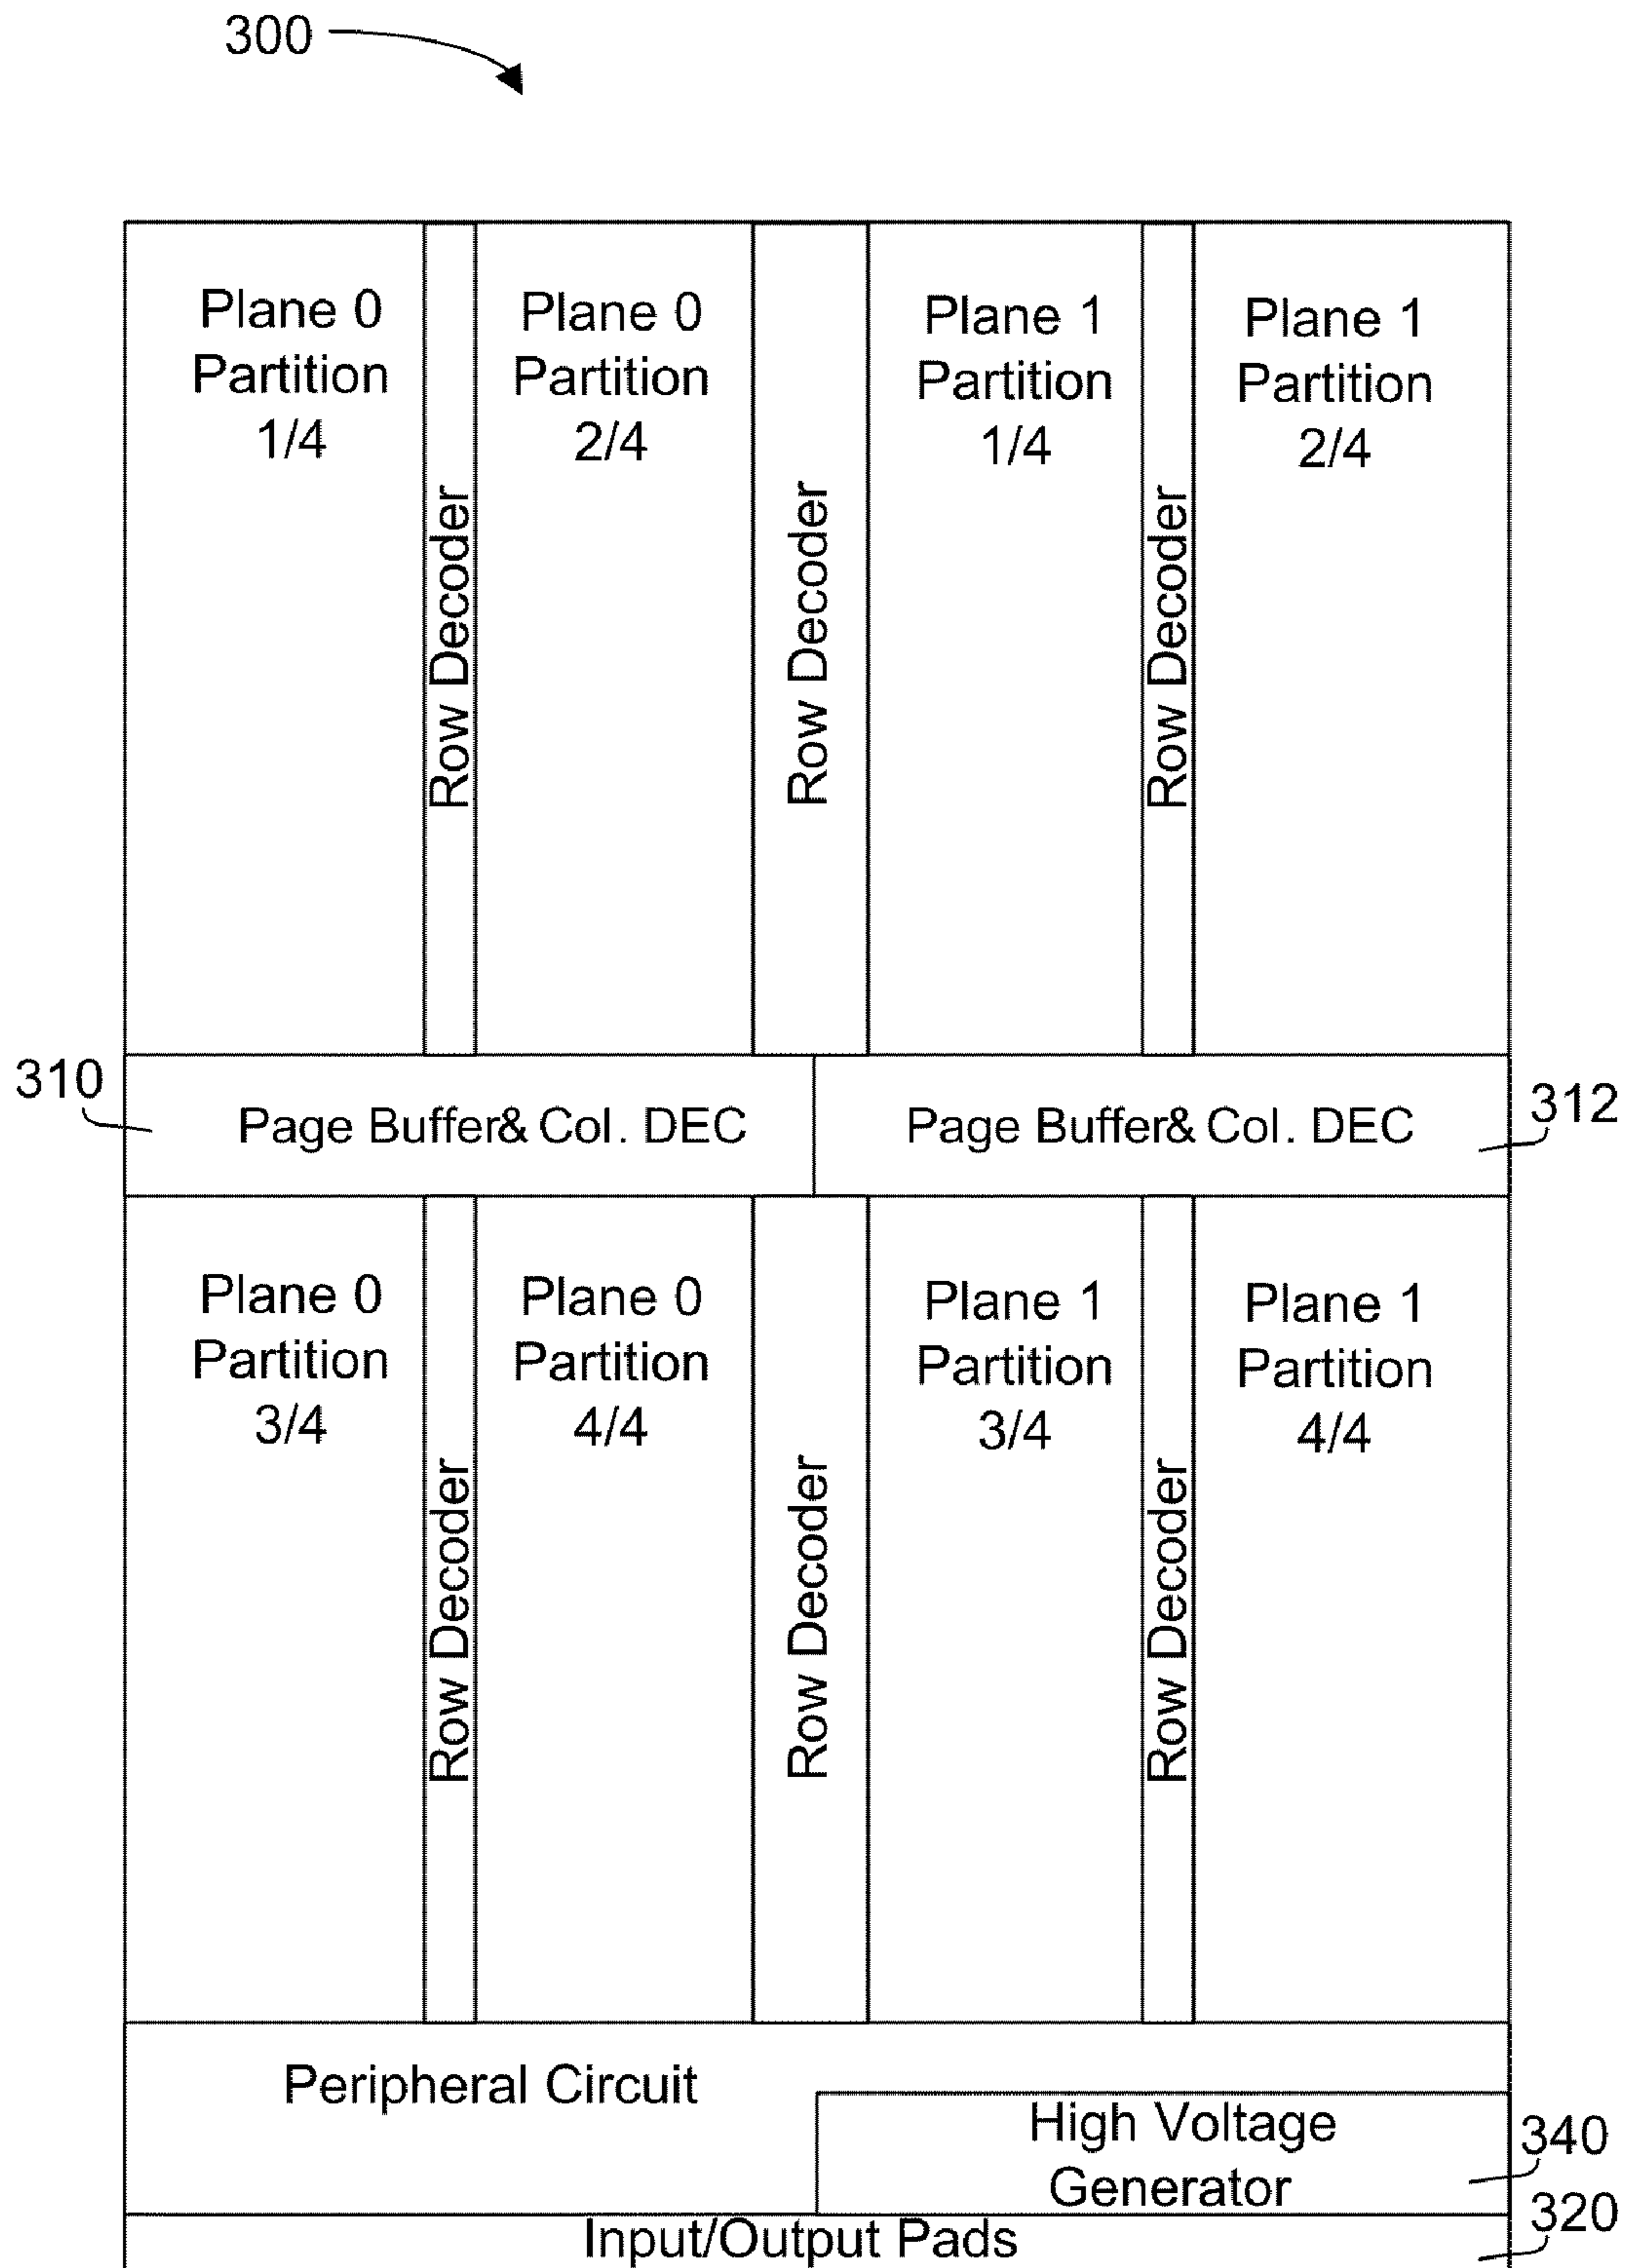 300
Plane 0
Partition
1/4
Row Decoder
Plane 0
Partition
2/4
Row Decoder
Plane 1
Partition
1/4
Row Decoder
Plane 1
Partition
2/4
310
Page Buffer& Col. DEC
Page Buffer& Col. DEC
312
Plane 0
Partition
3/4
Row Decoder
Plane 0
Partition
4/4
Row Decoder
Plane 1
Partition
3/4
Row Decoder
Plane 1
Partition
4/4
Peripheral Circuit
High Voltage
Generator
340
Input/Output Pads
320